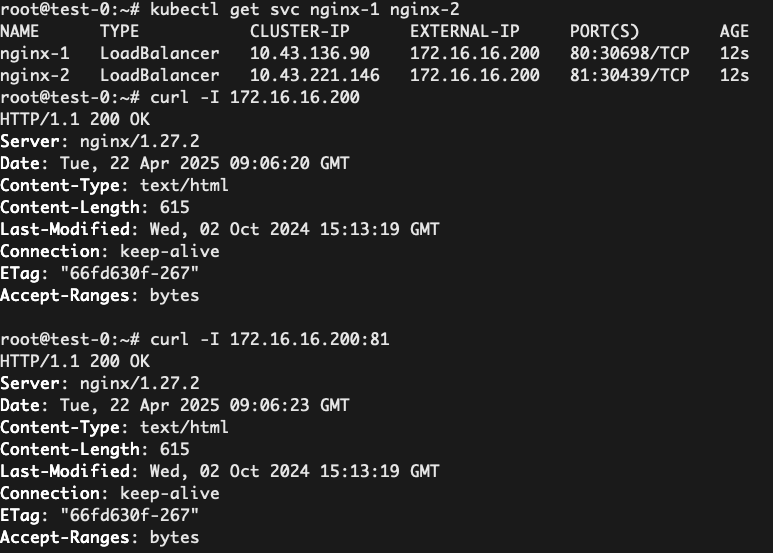 root@test-0:~# kubectl get svc nginx-1 nginx-2
NAME      TYPE           CLUSTER-IP      EXTERNAL-IP     PORT(S)        AGE
nginx-1   LoadBalancer   10.43.136.90    172.16.16.200   80:30698/TCP   12s
nginx-2   LoadBalancer   10.43.221.146   172.16.16.200   81:30439/TCP   12s
root@test-0:~# curl -I 172.16.16.200
HTTP/1.1 200 OK
Server: nginx/1.27.2
Date: Tue, 22 Apr 2025 09:06:20 GMT
Content-Type: text/html
Content-Length: 615
Last-Modified: Wed, 02 Oct 2024 15:13:19 GMT
Connection: keep-alive
ETag: "66fd630f-267"
Accept-Ranges: bytes

root@test-0:~# curl -I 172.16.16.200:81
HTTP/1.1 200 OK
Server: nginx/1.27.2
Date: Tue, 22 Apr 2025 09:06:23 GMT
Content-Type: text/html
Content-Length: 615
Last-Modified: Wed, 02 Oct 2024 15:13:19 GMT
Connection: keep-alive
ETag: "66fd630f-267"
Accept-Ranges: bytes